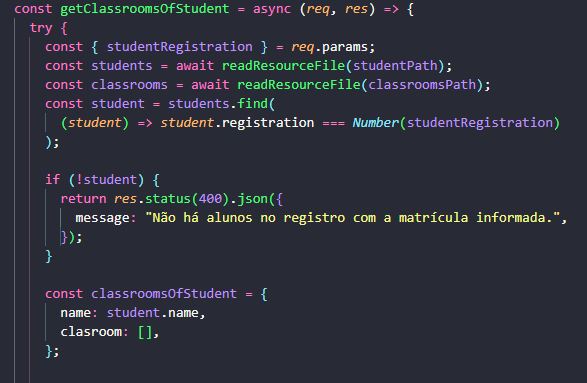 const getClassroomsOfStudent = async (req, res) => {
try {
const { studentRegistration } = req.params;
const students = await readResourceFile(studentPath);
const classrooms = await readResourceFile(classroomsPath);
const student = students.find(
(student) => student.registration === Number(studentRegistration)
);
if (!student) {
return res.status(400).json({
message: "Não há alunos no registro com a matrícula informada.",
});
}
const classroomsOfStudent = {
name: student.name,
clasroom: [],
};